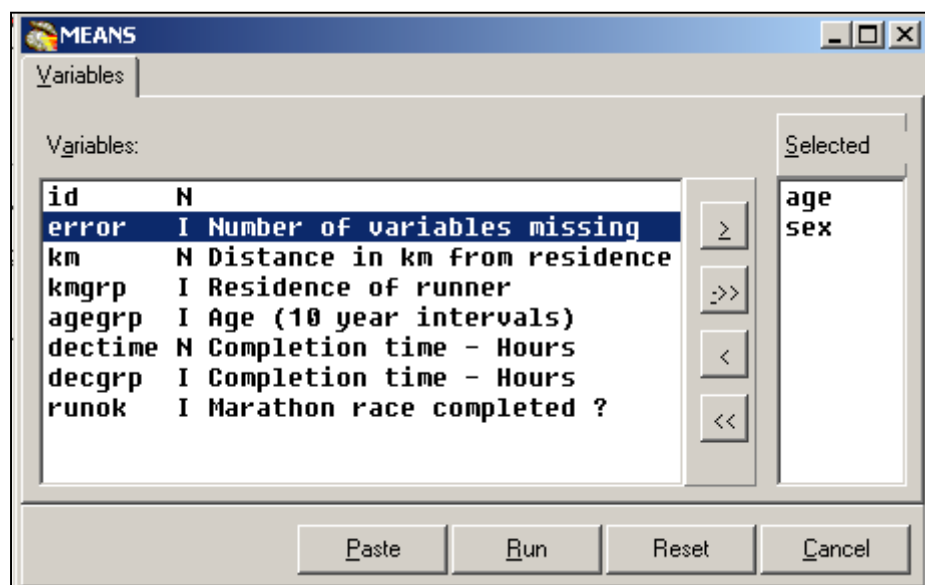 MEANS
Variables
Variables:
Selected
id N
error I Number of variables missing
km N Distance in km from residence
kmgrp I Residence of runner
agegrp I Age (10 year intervals)
dectime N Completion time - Hours
decgrp I Completion time - Hours
runok I Marathon race completed ?
>
->>
<
<<
age
sex
Paste
Run
Reset
Cancel